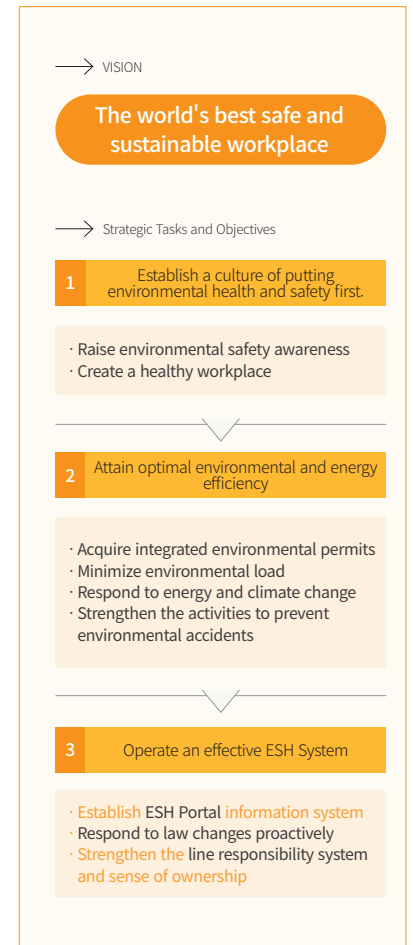 VISION
The world's best safe and
sustainable workplace
Strategic Tasks and Objectives
1
Establish a culture of putting
environmental health and safety first.
· Raise environmental safety awareness
· Create a healthy workplace
2
Attain optimal environmental and energy
efficiency
· Acquire integrated environmental permits
· Minimize environmental load
· Respond to energy and climate change
· Strengthen the activities to prevent
environmental accidents
3
Operate an effective ESH System
· Establish ESH Portal information system
· Respond to law changes proactively
· Strengthen the line responsibility system
and sense of ownership